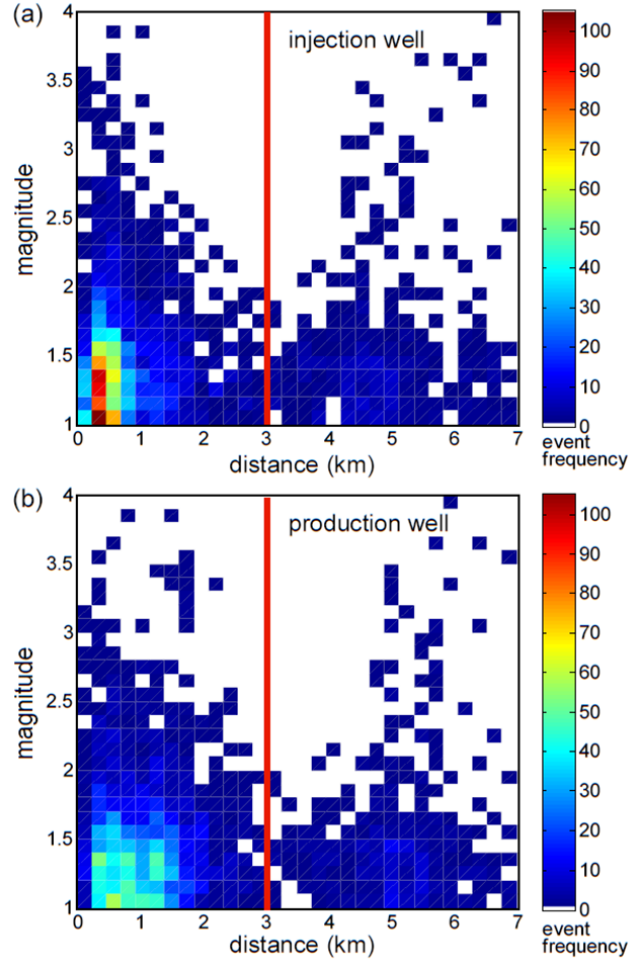 (a)
injection well
magnitude
4
3.5
3
2.5
2
1.5
1
0 1 2 3 4 5 6 7
distance (km)
100
90
80
70
60
50
40
30
20
10
0
event
frequency
(b)
production well
magnitude
4
3.5
3
2.5
2
1.5
1
0 1 2 3 4 5 6 7
distance (km)
100
90
80
70
60
50
40
30
20
10
0
event
frequency